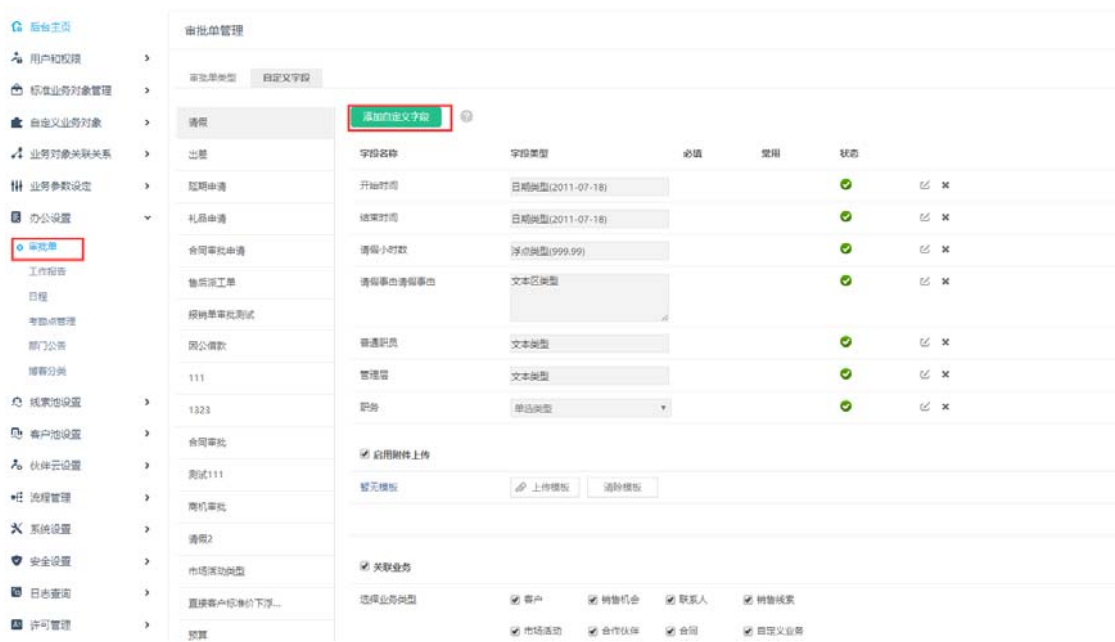 后台主页
用户和权限
标准业务对象管理
自定义业务对象
业务对象关联关系
业务参数设定
办公设置
审批单
工作报告
日程
考勤点管理
部门公告
博客分类
线索池设置
客户池设置
伙伴云设置
流程管理
系统设置
安全设置
日志查询
许可管理
审批单管理
审批单类型 自定义字段
请假
出差
延期申请
礼品申请
合同审批申请
售后派工单
报销单审批测试
因公借款
111
1323
合同审批
测试111
商机审批
请假2
市场活动类型
直接客户标准价下浮...
预算
添加自定义字段
字段名称 字段类型 必填 常用 状态
开始时间 日期类型(2011-07-18)
结束时间 日期类型(2011-07-18)
请假小时数 浮点类型(999.99)
请假事由请假事由 文本区类型
普通职员 文本类型
管理层 文本类型
职务 单选类型
启用附件上传
暂无模板 上传模板 清除模板
关联业务
选择业务类型 客户 销售机会 联系人 销售线索
市场活动 合作伙伴 合同 自定义业务